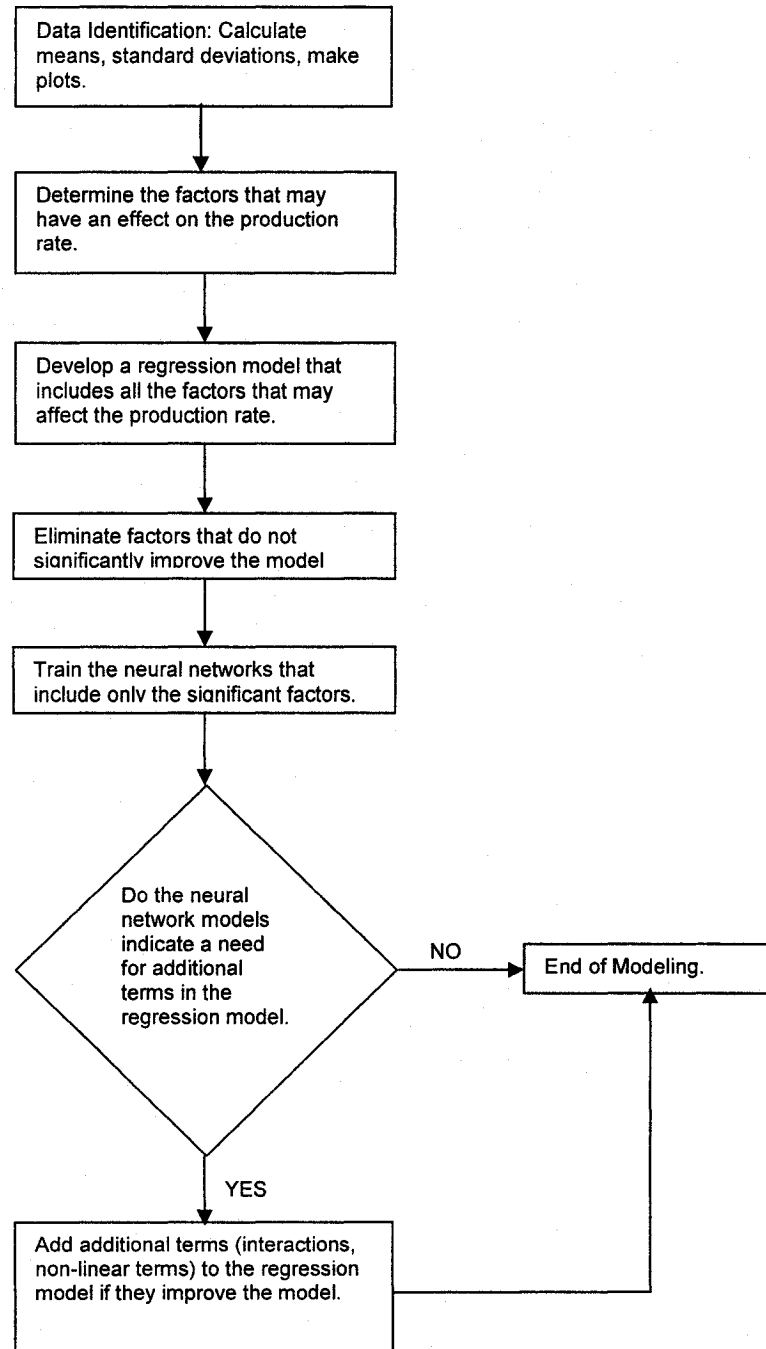 Data Identification: Calculate
means, standard deviations, make
plots.
Determine the factors that may
have an effect on the production
rate.
Develop a regression model that
includes all the factors that may
affect the production rate.
Eliminate factors that do not
significantly improve the model
Train the neural networks that
include only the significant factors.
Do the neural
network models
indicate a need
for additional
terms in the
regression model.
NO
End of Modeling.
YES
Add additional terms (interactions,
non-linear terms) to the regression
model if they improve the model.